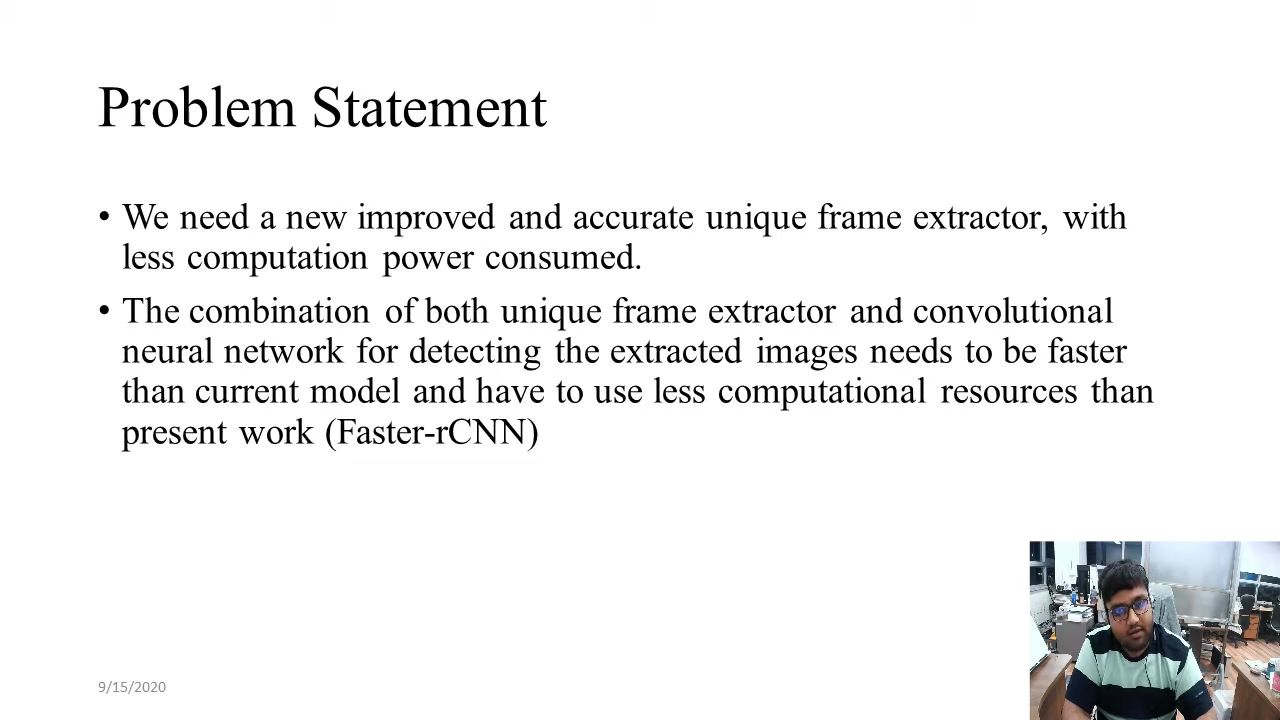 Problem Statement
• We need a new improved and accurate unique frame extractor, with
less computation power consumed.
• The combination of both unique frame extractor and convolutional
neural network for detecting the extracted images needs to be faster
than current model and have to use less computational resources than
present work (Faster-rCNN)
9/15/2020